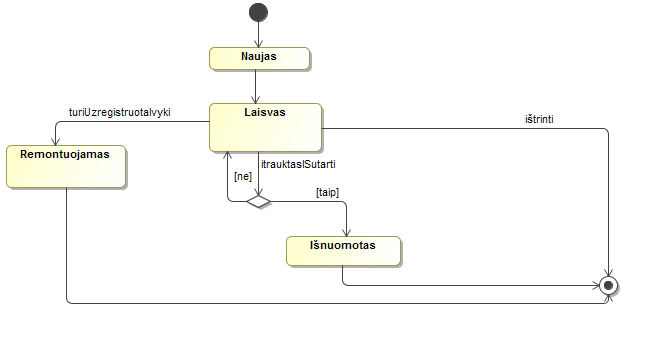 Naujas
Laisvas
turiUzregistruotaIvyki
ištrinti
Remontuojamas
itrauktasISutarti
[ne]
[taip]
Išnuomotas